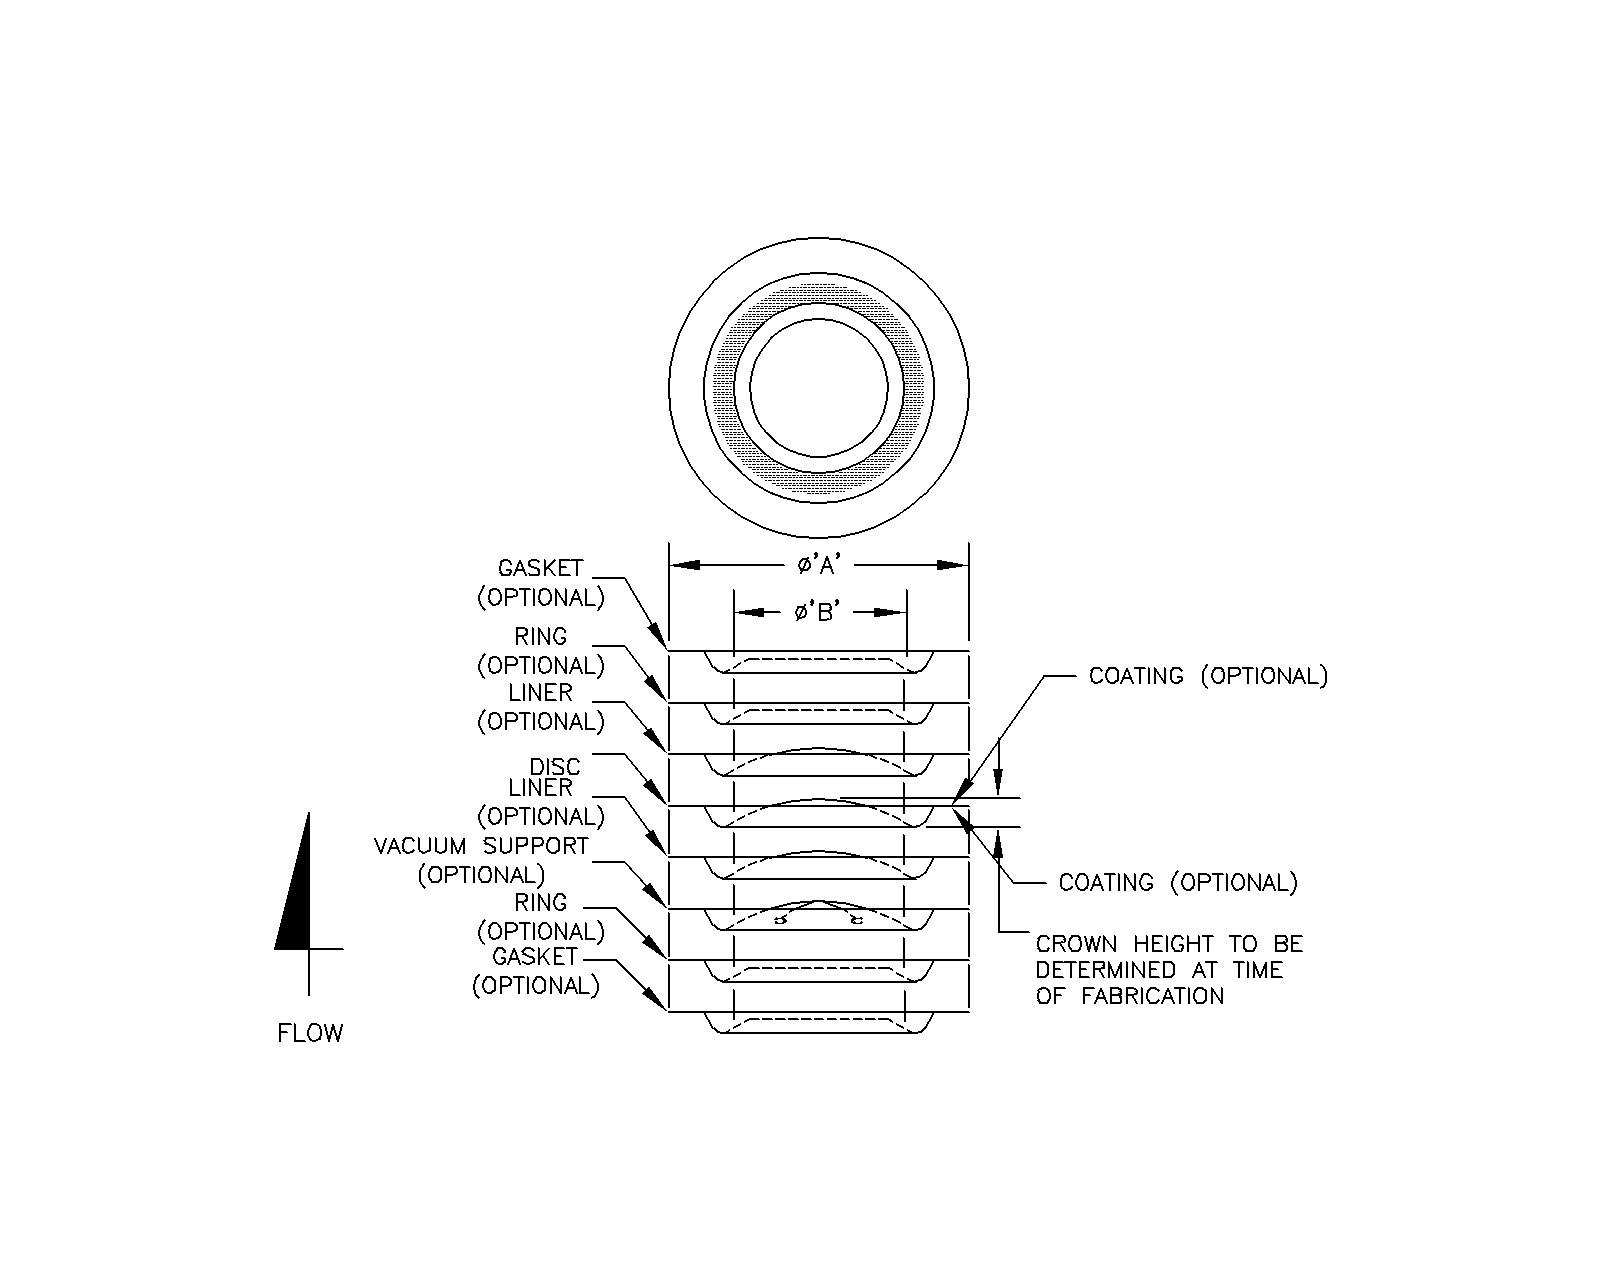 ø'A'
GASKET
(OPTIONAL)
ø'B'
RING
(OPTIONAL)
LINER
(OPTIONAL)
DISC
LINER
(OPTIONAL)
VACUUM SUPPORT
(OPTIONAL)
RING
(OPTIONAL)
GASKET
(OPTIONAL)
COATING (OPTIONAL)
COATING (OPTIONAL)
CROWN HEIGHT TO BE
DETERMINED AT TIME
OF FABRICATION
FLOW